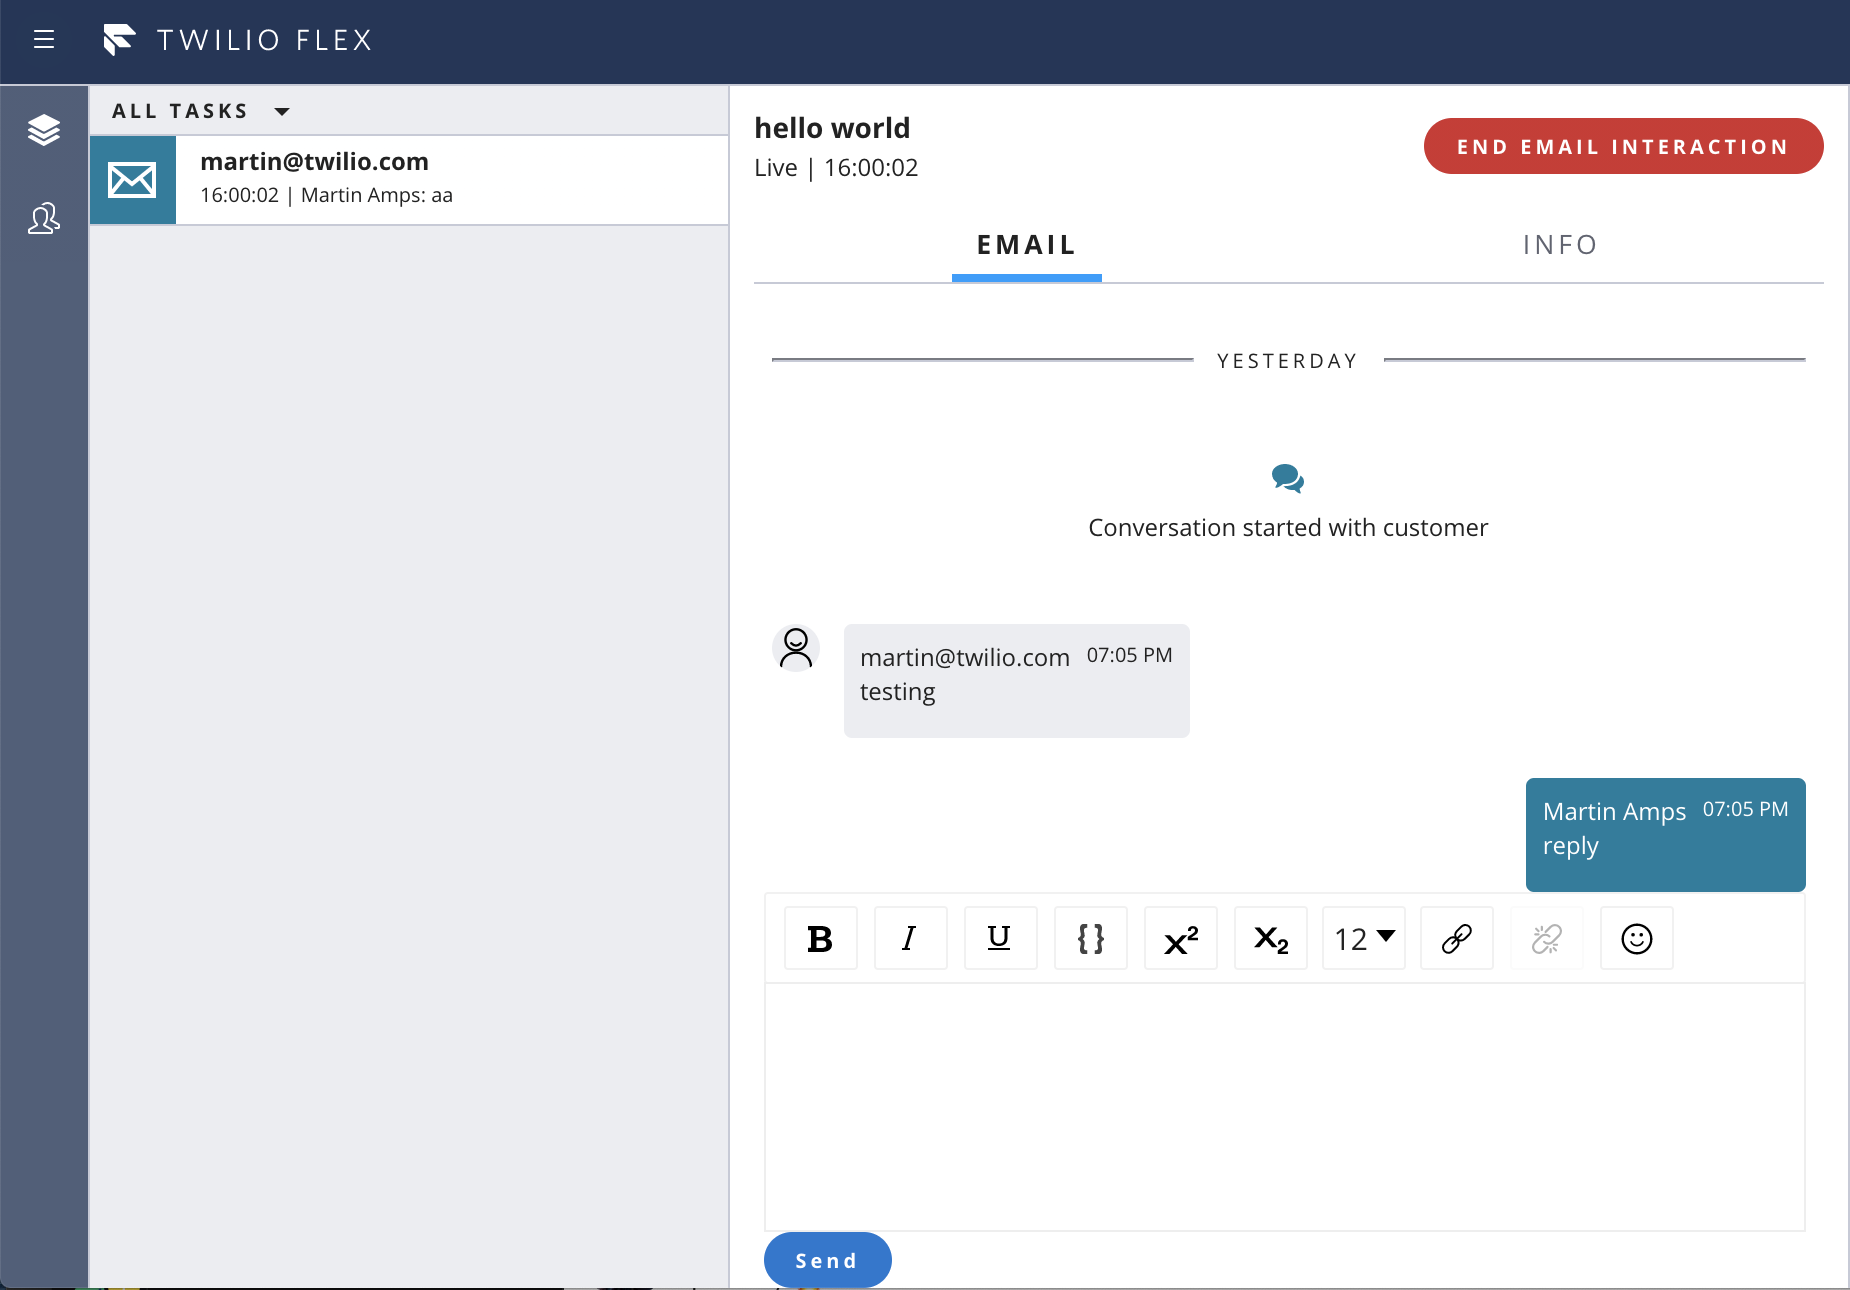 TWILIO FLEX
ALL TASKS
martin@twilio.com
16:00:02 | Martin Amps: aa
hello world
Live | 16:00:02
END EMAIL INTERACTION
EMAIL
INFO
YESTERDAY
Conversation started with customer
martin@twilio.com 07:05 PM
testing
Martin Amps 07:05 PM
reply
B I U {} x² x₂ 12
Send